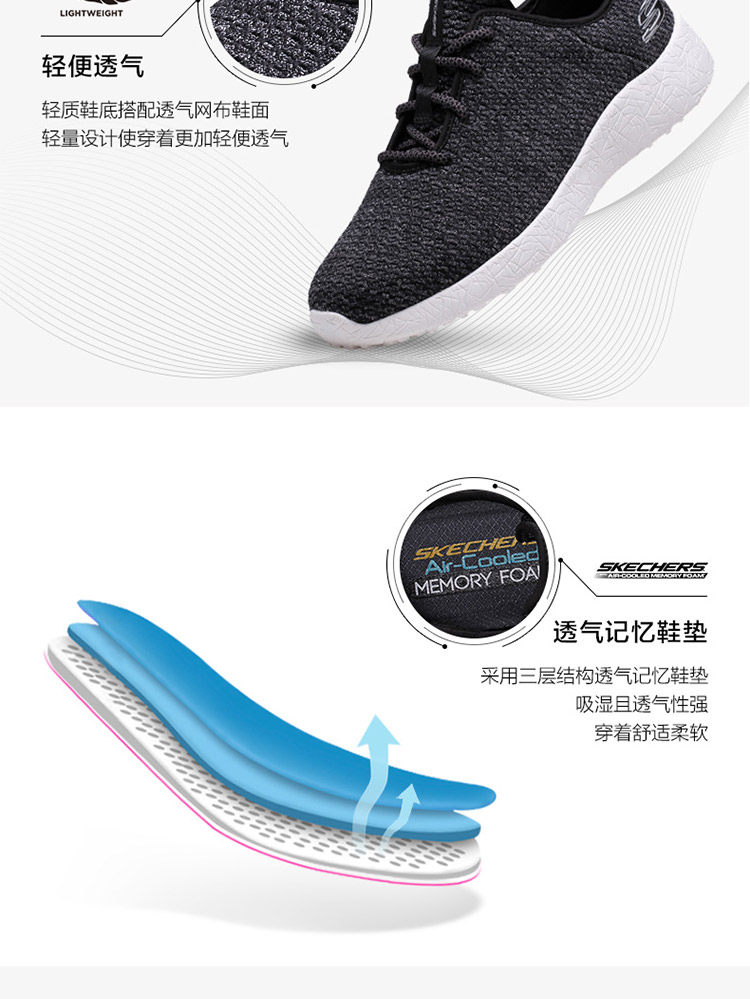 LIGHTWEIGHT
轻便透气
轻质鞋底搭配透气网布鞋面
轻量设计使穿着更加轻便透气
SKECHE
Air-Cooled
MEMORY FOA
SKECHERS
AIR-COOLED MEMORY FOAM
透气记忆鞋垫
采用三层结构透气记忆鞋垫
吸湿且透气性强
穿着舒适柔软